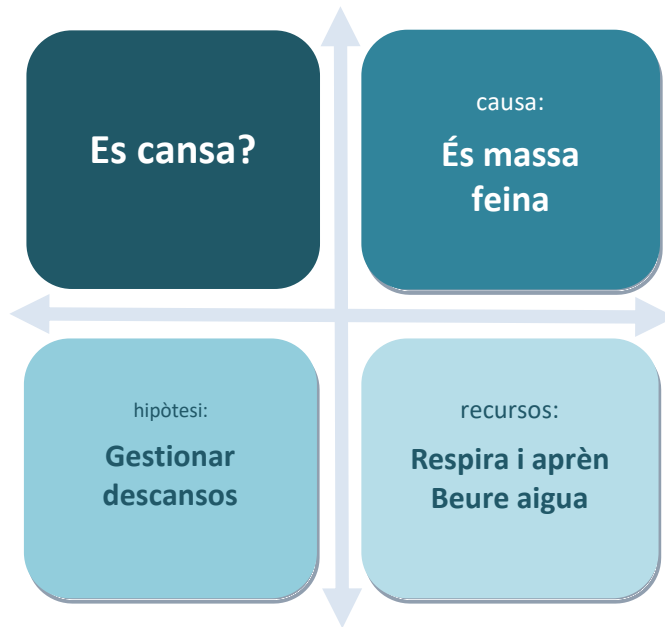 Es cansa?
causa:
És massa
feina
hipòtesi:
Gestionar
descansos
recursos:
Respira i aprèn
Beure aigua